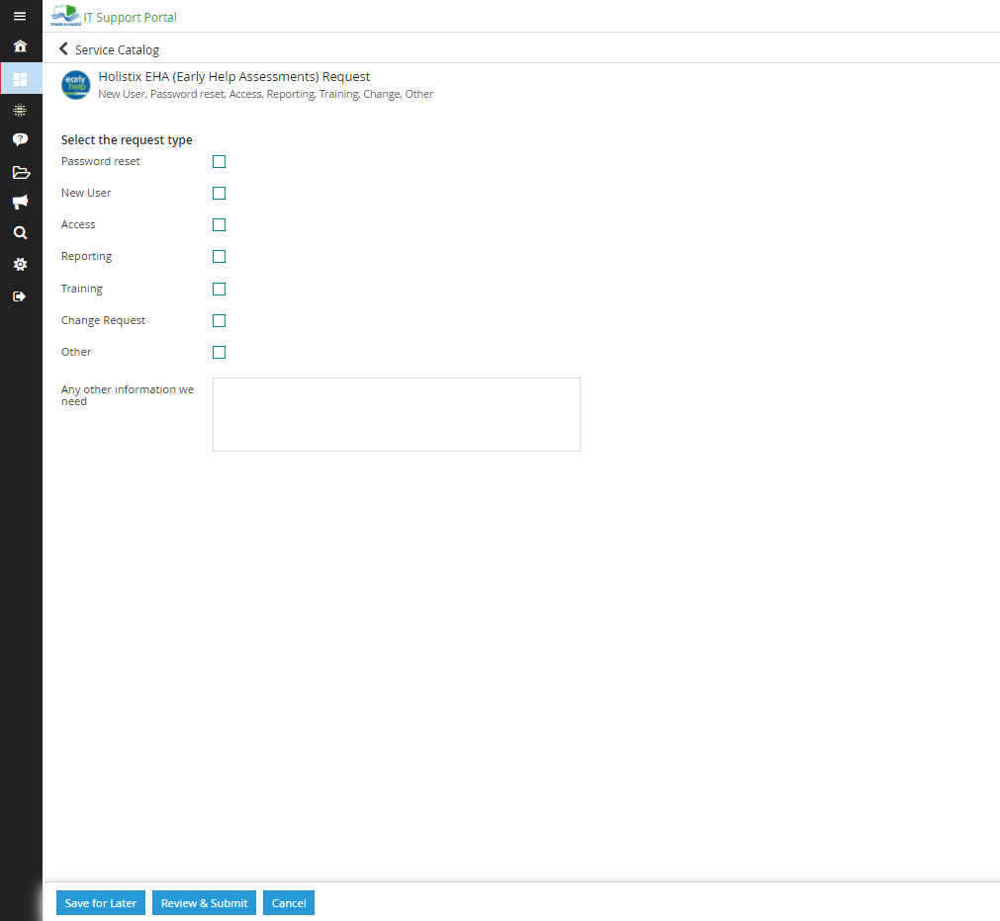 IT Support Portal
Service Catalog
early
help
Holistix EHA (Early Help Assessments) Request
New User, Password reset, Access, Reporting, Training, Change, Other
Select the request type
Password reset
New User
Access
Reporting
Training
Change Request
Other
Any other information we
need
Save for Later
Review & Submit
Cancel